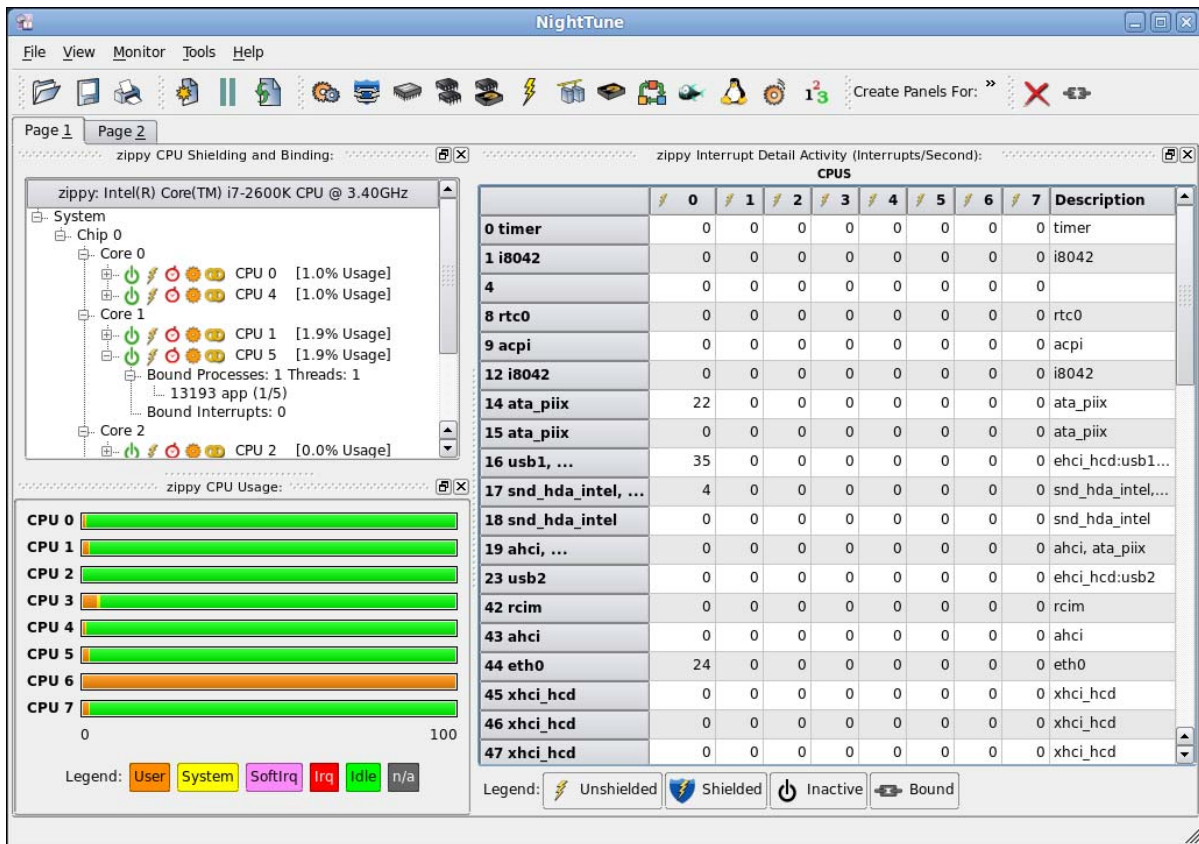 NightTune
File View Monitor Tools Help
1 2 3 Create Panels For: »
Page 1 Page 2
zippy CPU Shielding and Binding:
zippy: Intel(R) Core(TM) i7-2600K CPU @ 3.40GHz
System
Chip 0
Core 0
CPU 0 [1.0% Usage]
CPU 4 [1.0% Usage]
Core 1
CPU 1 [1.9% Usage]
CPU 5 [1.9% Usage]
Bound Processes: 1 Threads: 1
13193 app (1/5)
Bound Interrupts: 0
Core 2
CPU 2 [0.0% Usage]
zippy CPU Usage:
CPU 0
CPU 1
CPU 2
CPU 3
CPU 4
CPU 5
CPU 6
CPU 7
0 100
Legend: User System SoftIrq Irq Idle n/a
zippy Interrupt Detail Activity (Interrupts/Second):
CPUS
0 1 2 3 4 5 6 7 Description
0 timer 0 0 0 0 0 0 0 0 timer
1 i8042 0 0 0 0 0 0 0 0 i8042
4 0 0 0 0 0 0 0 0
8 rtc0 0 0 0 0 0 0 0 0 rtc0
9 acpi 0 0 0 0 0 0 0 0 acpi
12 i8042 0 0 0 0 0 0 0 0 i8042
14 ata_piix 22 0 0 0 0 0 0 0 ata_piix
15 ata_piix 0 0 0 0 0 0 0 0 ata_piix
16 usb1, ... 35 0 0 0 0 0 0 0 ehci_hcd:usb1...
17 snd_hda_intel, ... 4 0 0 0 0 0 0 0 snd_hda_intel,...
18 snd_hda_intel 0 0 0 0 0 0 0 0 snd_hda_intel
19 ahci, ... 0 0 0 0 0 0 0 0 ahci, ata_piix
23 usb2 0 0 0 0 0 0 0 0 ehci_hcd:usb2
42 rcim 0 0 0 0 0 0 0 0 rcim
43 ahci 0 0 0 0 0 0 0 0 ahci
44 eth0 24 0 0 0 0 0 0 0 eth0
45 xhci_hcd 0 0 0 0 0 0 0 0 xhci_hcd
46 xhci_hcd 0 0 0 0 0 0 0 0 xhci_hcd
47 xhci_hcd 0 0 0 0 0 0 0 0 xhci_hcd
Legend: Unshielded Shielded Inactive Bound